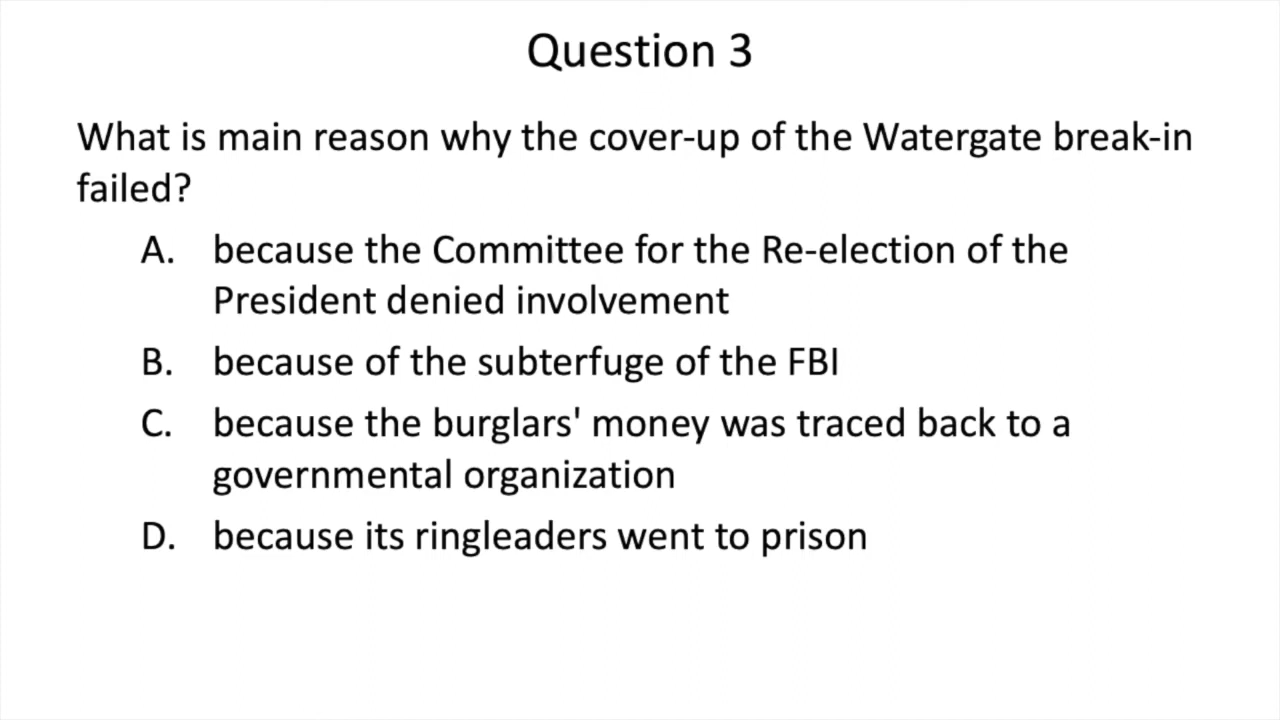 Question 3
What is main reason why the cover-up of the Watergate break-in
failed?
A. because the Committee for the Re-election of the
President denied involvement
B. because of the subterfuge of the FBI
C. because the burglars' money was traced back to a
governmental organization
D. because its ringleaders went to prison